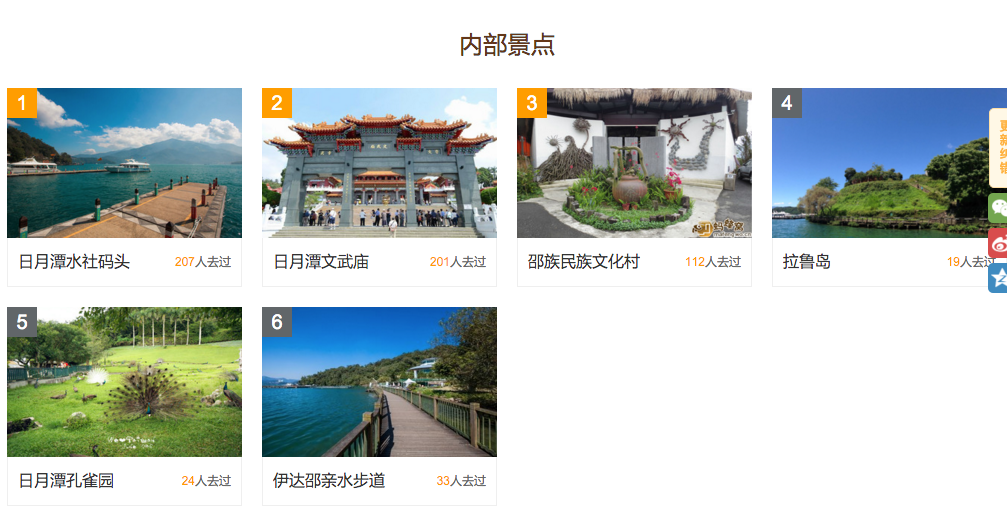 内部景点
1
2
3
4
日月潭水社码头 207人去过
日月潭文武庙 201人去过
邵族民族文化村 112人去过
拉鲁岛 19人去过
5
6
日月潭孔雀园 24人去过
伊达邵亲水步道 33人去过